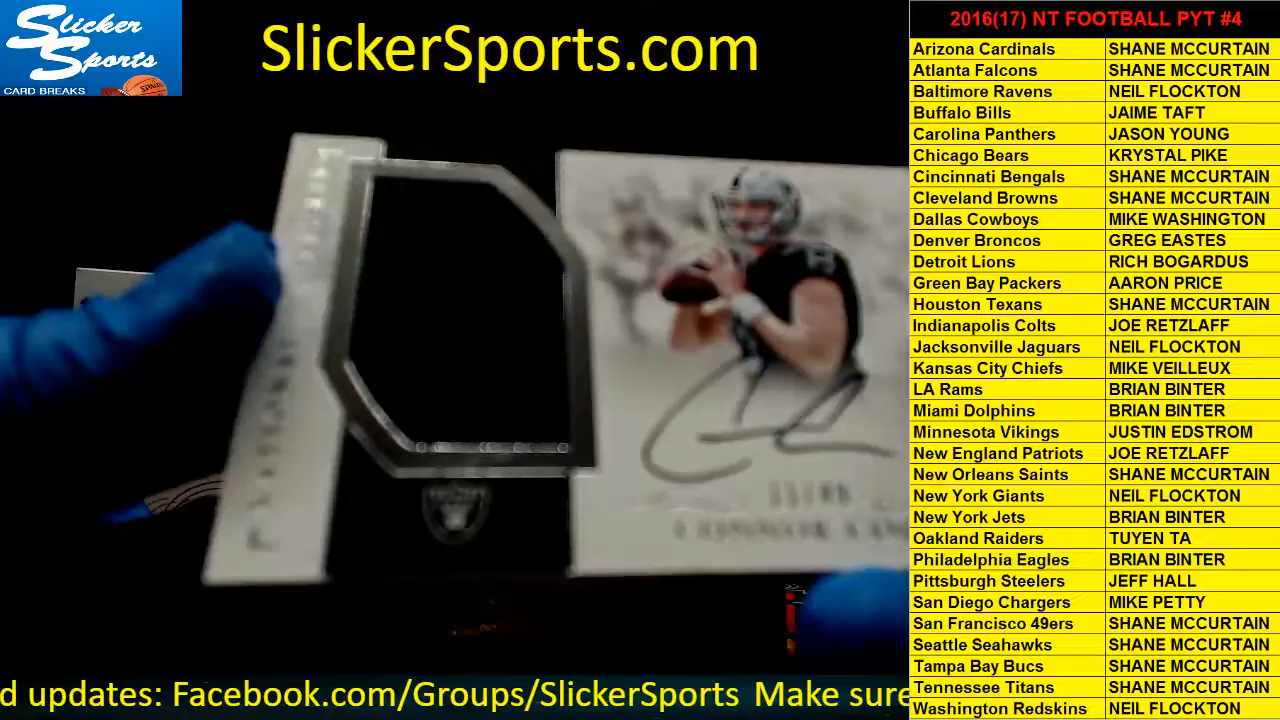 Slicker
Sports
CARD BREAKS
SlickerSports.com
2016(17) NT FOOTBALL PYT #4
Arizona Cardinals SHANE MCCURTAIN
Atlanta Falcons SHANE MCCURTAIN
Baltimore Ravens NEIL FLOCKTON
Buffalo Bills JAIME TAFT
Carolina Panthers JASON YOUNG
Chicago Bears KRYSTAL PIKE
Cincinnati Bengals SHANE MCCURTAIN
Cleveland Browns SHANE MCCURTAIN
Dallas Cowboys MIKE WASHINGTON
Denver Broncos GREG EASTES
Detroit Lions RICH BOGARDUS
Green Bay Packers AARON PRICE
Houston Texans SHANE MCCURTAIN
Indianapolis Colts JOE RETZLAFF
Jacksonville Jaguars NEIL FLOCKTON
Kansas City Chiefs MIKE VEILLEUX
LA Rams BRIAN BINTER
Miami Dolphins BRIAN BINTER
Minnesota Vikings JUSTIN EDSTROM
New England Patriots JOE RETZLAFF
New Orleans Saints SHANE MCCURTAIN
New York Giants NEIL FLOCKTON
New York Jets BRIAN BINTER
Oakland Raiders TUYEN TA
Philadelphia Eagles BRIAN BINTER
Pittsburgh Steelers JEFF HALL
San Diego Chargers MIKE PETTY
San Francisco 49ers SHANE MCCURTAIN
Seattle Seahawks SHANE MCCURTAIN
Tampa Bay Bucs SHANE MCCURTAIN
Tennessee Titans SHANE MCCURTAIN
Washington Redskins NEIL FLOCKTON
CONNOR
d updates: Facebook.com/Groups/SlickerSports Make sure